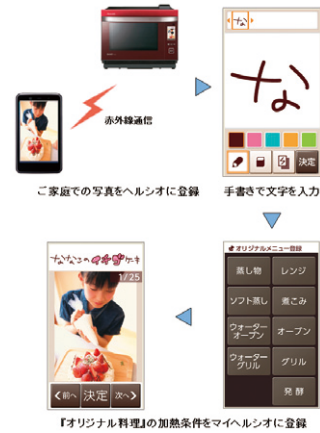 赤外線通信
ご家庭での写真をヘルシオに登録
な
な
決定
手書きで文字を入力
オリジナルメニュー登録
蒸し物 レンジ
ソフト蒸し 煮こみ
ウォーターオーブン オーブン
ウォーターグリル グリル
発酵
ななこのイチゴケーキ
1/25
前へ 決定 次へ
『オリジナル料理』の加熱条件をマイヘルシオに登録